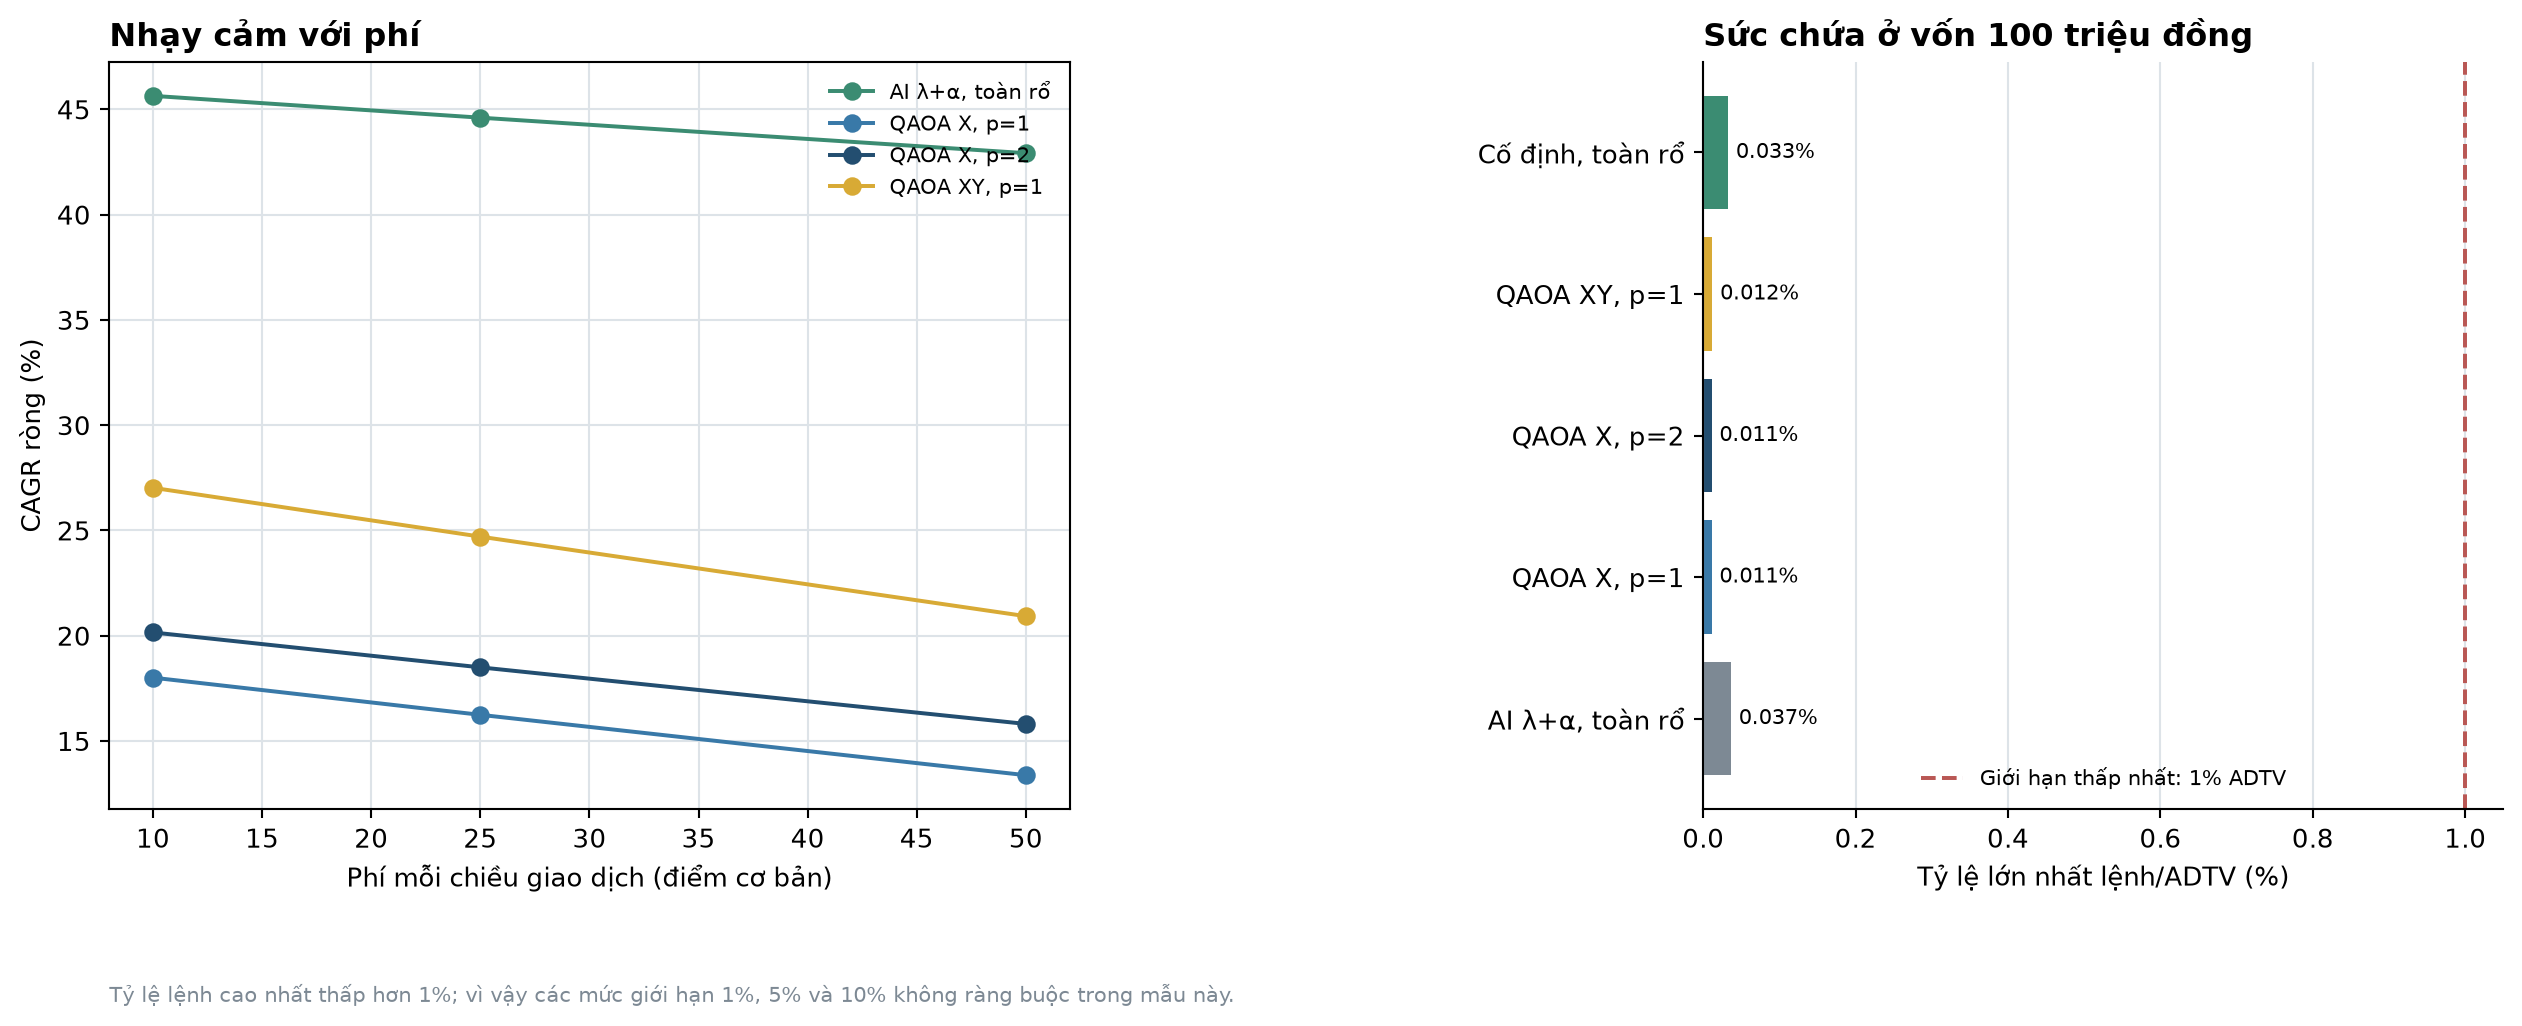 Nhạy cảm với phí
45
40
35
30
25
20
15
CAGR ròng (%)
AI λ+α, toàn rổ
QAOA X, p=1
QAOA X, p=2
QAOA XY, p=1
10 15 20 25 30 35 40 45 50
Phí mỗi chiều giao dịch (điểm cơ bản)
Sức chứa ở vốn 100 triệu đồng
Cố định, toàn rổ 0.033%
QAOA XY, p=1 0.012%
QAOA X, p=2 0.011%
QAOA X, p=1 0.011%
AI λ+α, toàn rổ 0.037%
Giới hạn thấp nhất: 1% ADTV
0.0 0.2 0.4 0.6 0.8 1.0
Tỷ lệ lớn nhất lệnh/ADTV (%)
Tỷ lệ lệnh cao nhất thấp hơn 1%; vì vậy các mức giới hạn 1%, 5% và 10% không ràng buộc trong mẫu này.